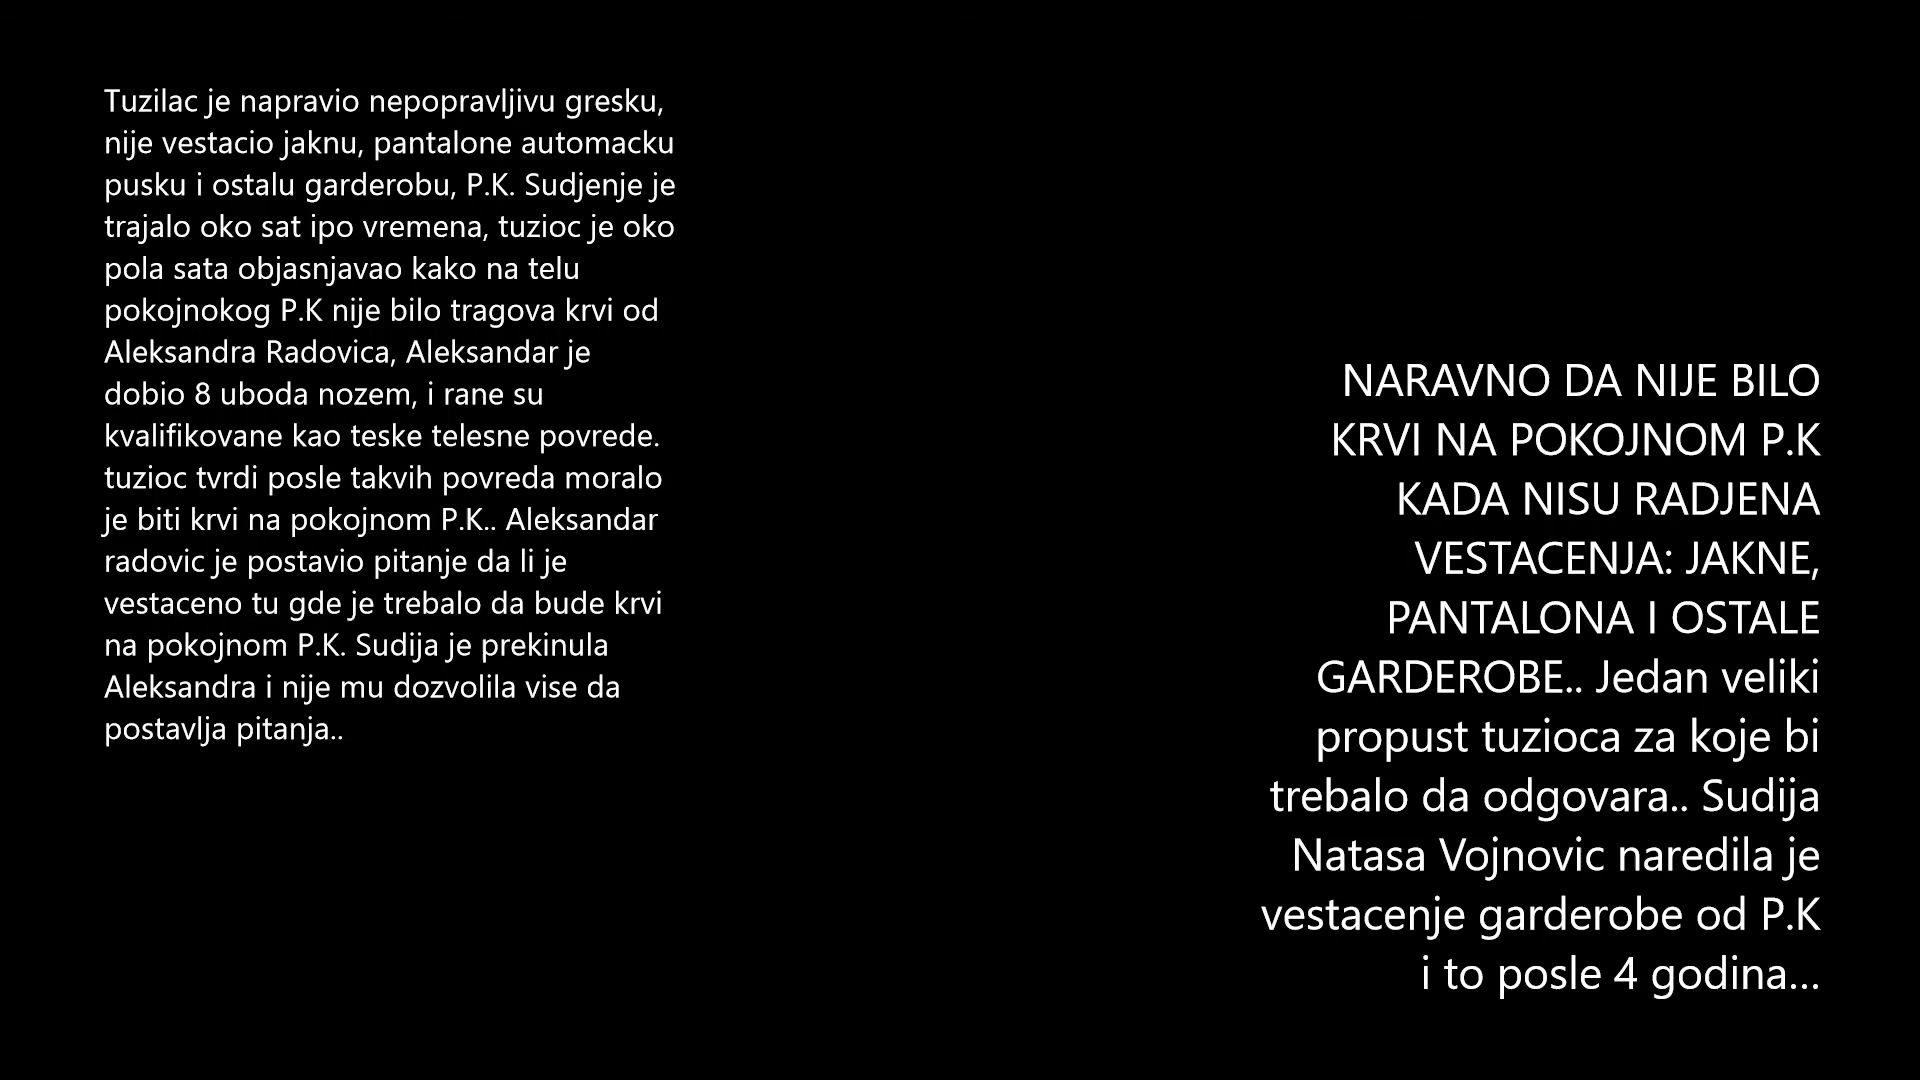 Tuzilac je napravio nepopravljivu gresku,
nije vestacio jaknu, pantalone automacku
pusku i ostalu garderobu, P.K. Sudjenje je
trajalo oko sat ipo vremena, tuzioc je oko
pola sata objasnjavao kako na telu
pokojnokog P.K nije bilo tragova krvi od
Aleksandra Radovica, Aleksandar je
dobio 8 uboda nozem, i rane su
kvalifikovane kao teske telesne povrede.
tuzioc tvrdi posle takvih povreda moralo
je biti krvi na pokojnom P.K.. Aleksandar
radovic je postavio pitanje da li je
vestaceno tu gde je trebalo da bude krvi
na pokojnom P.K. Sudija je prekinula
Aleksandra i nije mu dozvolila vise da
postavlja pitanja..
NARAVNO DA NIJE BILO
KRVI NA POKOJNOM P.K
KADA NISU RADJENA
VESTACENJA: JAKNE,
PANTALONA I OSTALE
GARDEROBE.. Jedan veliki
propust tuzioca za koje bi
trebalo da odgovara.. Sudija
Natasa Vojnovic naredila je
vestacenje garderobe od P.K
i to posle 4 godina...